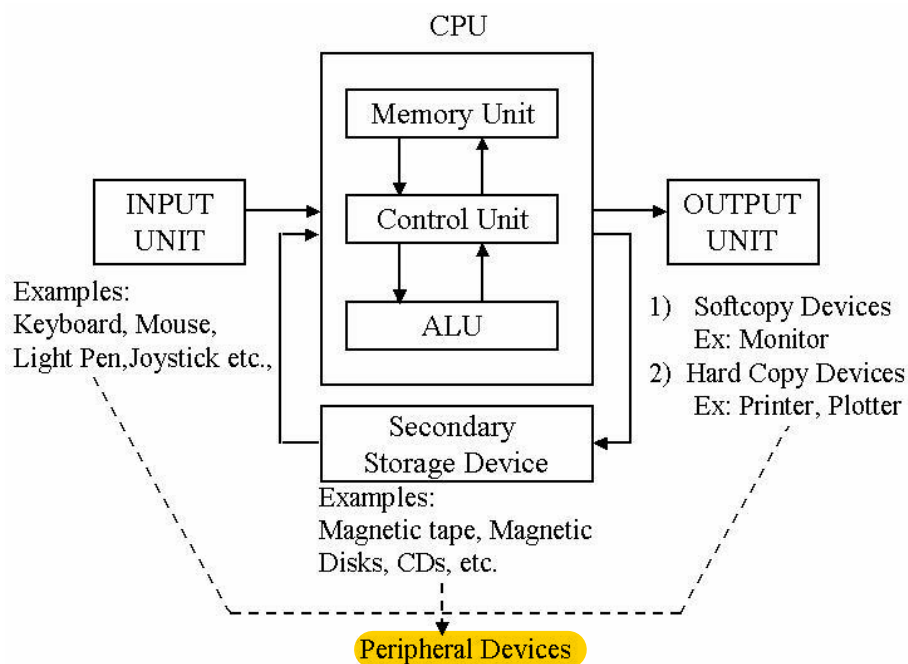 CPU
Memory Unit
INPUT
UNIT
Control Unit
OUTPUT
UNIT
Examples:
Keyboard, Mouse,
Light Pen,Joystick etc.,
ALU
1) Softcopy Devices
Ex: Monitor
2) Hard Copy Devices
Ex: Printer, Plotter
Secondary
Storage Device
Examples:
Magnetic tape, Magnetic
Disks, CDs, etc.
Peripheral Devices